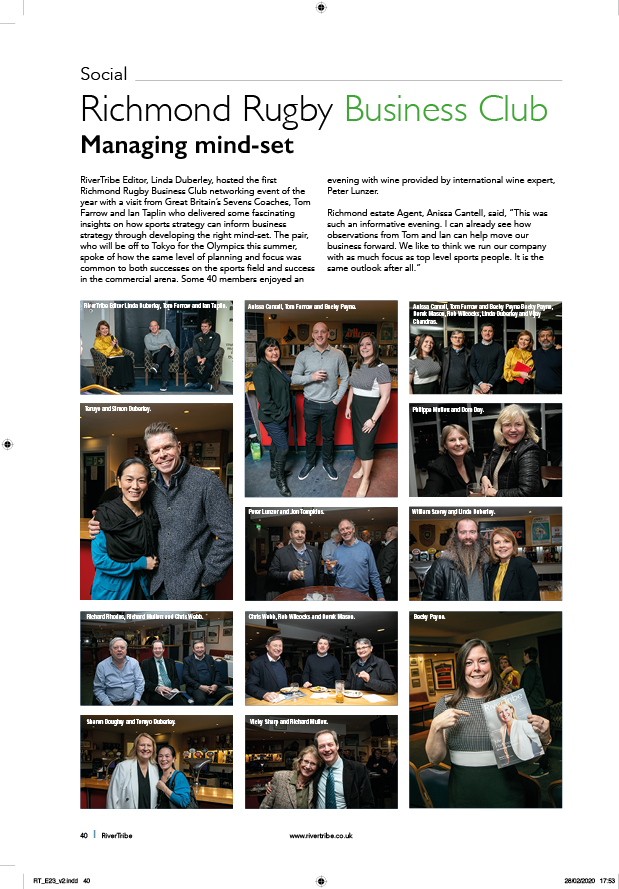 Social
Richmond Rugby Business Club
Managing mind-set
RiverTribe Editor, Linda Duberley, hosted the first
Richmond Rugby Business Club networking event of the
year with a visit from Great Britain's Sevens Coaches, Tom
Farrow and Ian Taplin who delivered some fascinating
insights on how sports strategy can inform business
strategy through developing the right mind-set. The pair,
who will be off to Tokyo for the Olympics this summer,
spoke of how the same level of planning and focus was
common to both successes on the sports field and success
in the commercial arena. Some 40 members enjoyed an
evening with wine provided by international wine expert,
Peter Lunzer.
Richmond estate Agent, Anissa Cantell, said, "This was
such an informative evening. I can already see how
observations from Tom and Ian can help move our
business forward. We like to think we run our company
with as much focus as top level sports people. It is the
same outlook after all."
RiverTribe Editor Linda Duberley, Tom Farrow and Ian Taplin.
Anissa Cantell, Tom Farrow and Becky Payne.
Anissa Cantell, Tom Farrow and Becky Payne Becky Payne,
Derek Mason, Rob Wilcocks, Linda Duberley and Vijay
Chandran.
Teruyo and Simon Duberley.
Philippa Mullen and Dom Day.
Peter Lunzer and Jon Tompkins.
William and Linda Duberley.
Richard Rhodes, Richard Mullen and Chris Webb.
Chris Webb, Rob Wilcocks and Derek Mason.
Becky Payne.
Sharon Doughty and Teruyo Duberley.
Vicky Sharp and Richard Mullen.
40 | RiverTribe
www.rivertribe.co.uk
RT_E23_v2.indd 40
28/02/2020 17:53